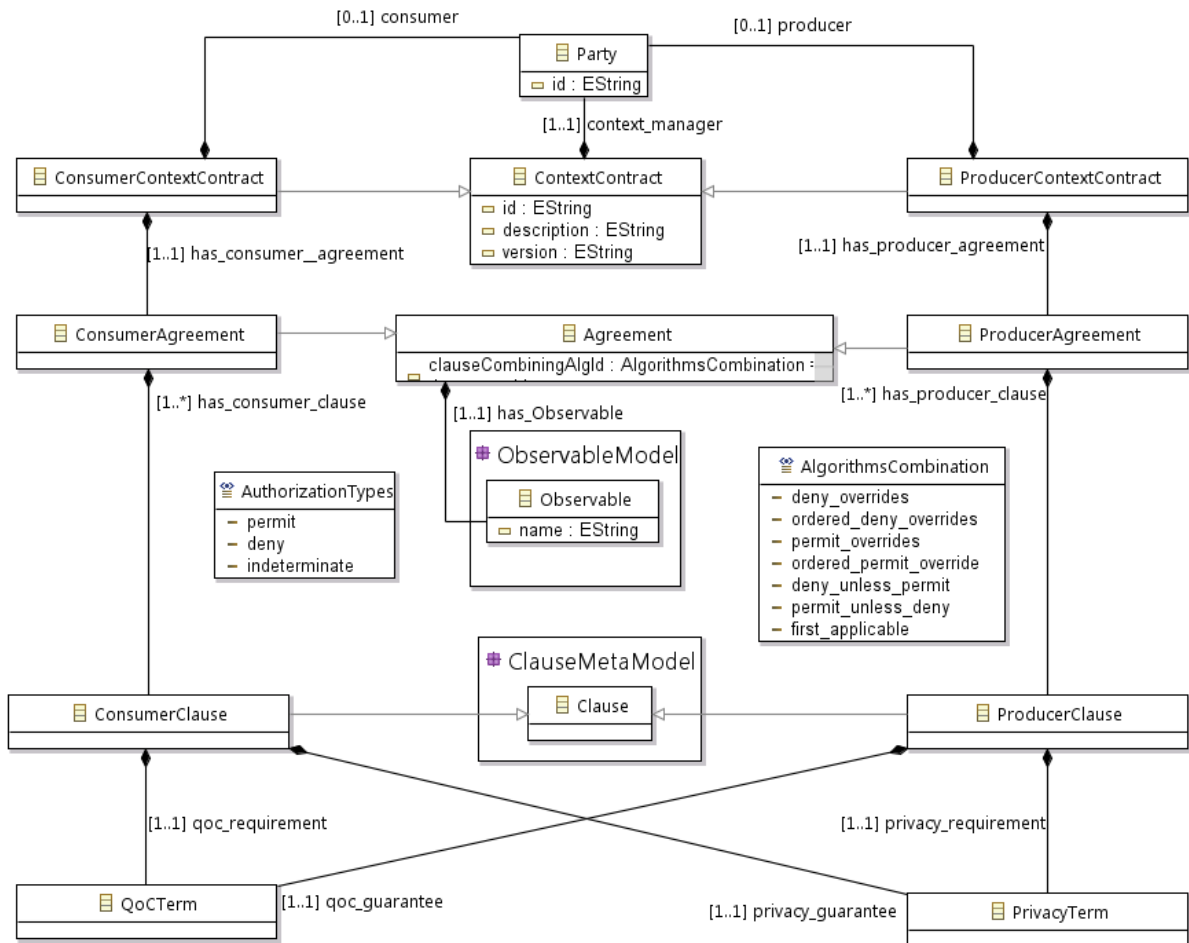 [0..1] consumer
[0..1] producer
Party
id : EString
[1..1] context_manager
ConsumerContextContract
ContextContract
ProducerContextContract
id : EString
description : EString
version : EString
[1..1] has_consumer__agreement
[1..1] has_producer_agreement
ConsumerAgreement
Agreement
ProducerAgreement
clauseCombiningAlgId : AlgorithmsCombination =
[1..*] has_consumer_clause
[1..1] has_Observable
[1..*] has_producer_clause
ObservableModel
Observable
name : EString
AuthorizationTypes
permit
deny
indeterminate
AlgorithmsCombination
deny_overrides
ordered_deny_overrides
permit_overrides
ordered_permit_override
deny_unless_permit
permit_unless_deny
first_applicable
ClauseMetaModel
Clause
ConsumerClause
ProducerClause
[1..1] qoc_requirement
[1..1] privacy_requirement
QoCTerm
[1..1] qoc_guarantee
[1..1] privacy_guarantee
PrivacyTerm